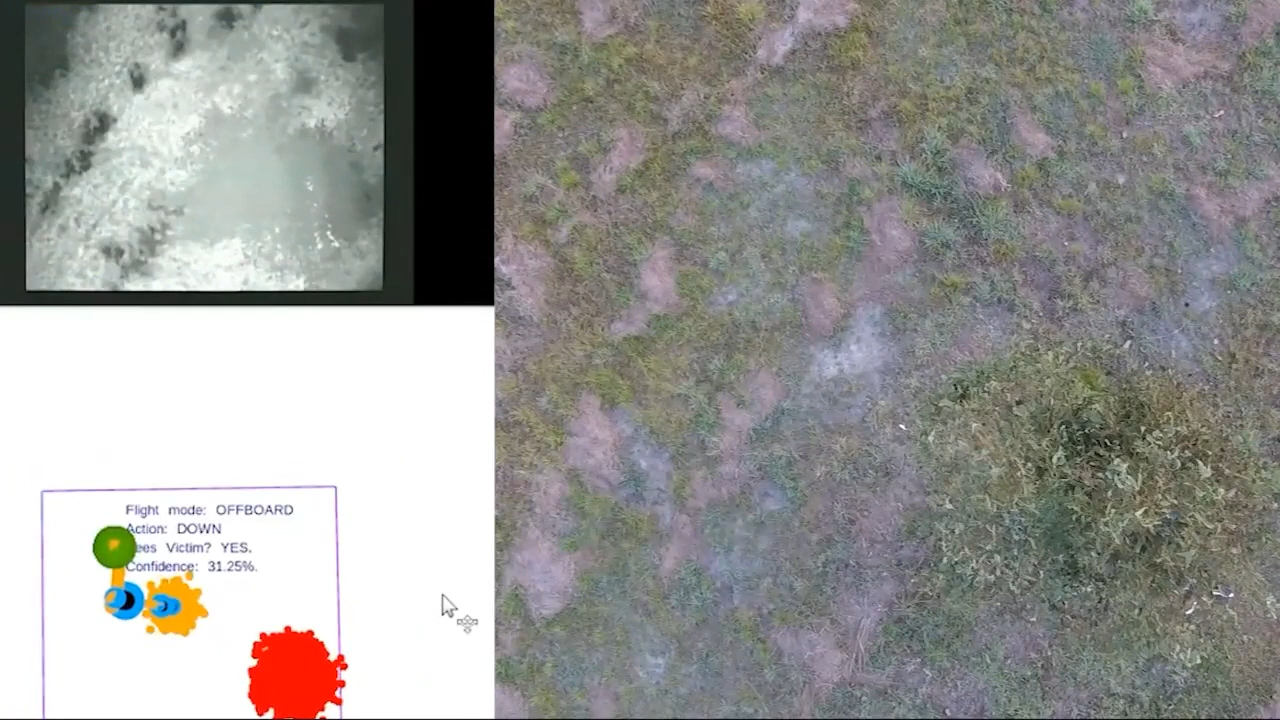 Flight mode: OFFBOARD
Action: DOWN
ees Victim? YES.
Confidence: 31.25%.